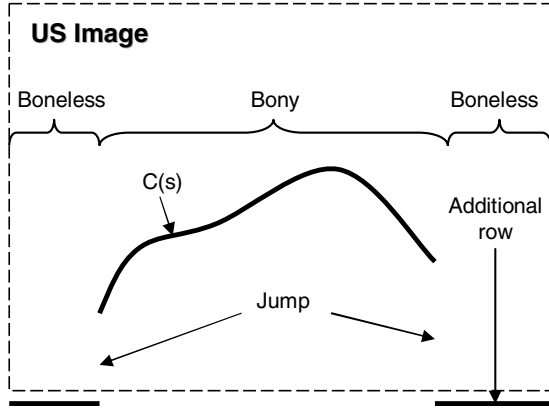 US Image
Boneless
Bony
Boneless
C(s)
Additional
row
Jump